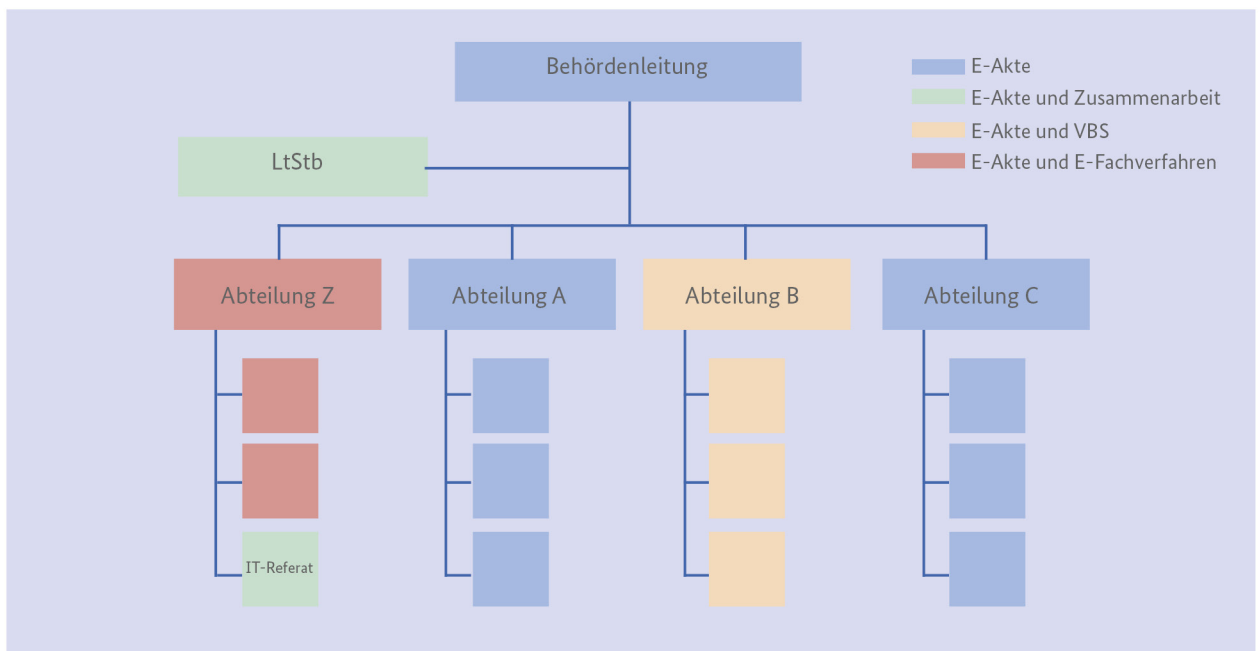 Behördenleitung
E-Akte
E-Akte und Zusammenarbeit
E-Akte und VBS
E-Akte und E-Fachverfahren
LtStb
Abteilung Z
Abteilung A
Abteilung B
Abteilung C
IT-Referat